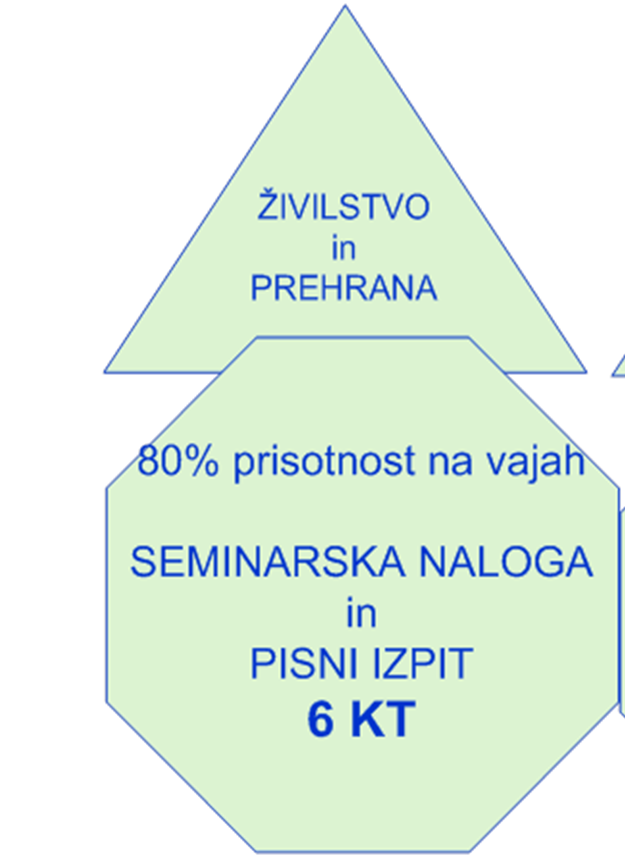 ŽIVILSTVO
in
PREHRANA
80% prisotnost na vajah
SEMINARSKA NALOGA
in
PISNI IZPIT
6 KT